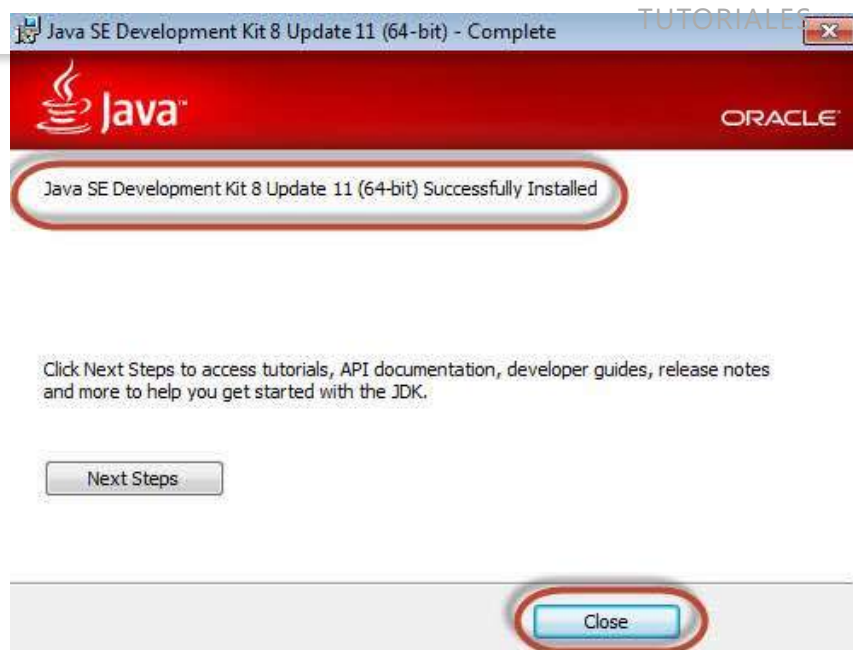 TUTORIALES
Java SE Development Kit 8 Update 11 (64-bit) - Complete
Java™
ORACLE
Java SE Development Kit 8 Update 11 (64-bit) Successfully Installed
Click Next Steps to access tutorials, API documentation, developer guides, release notes
and more to help you get started with the JDK.
Next Steps
Close